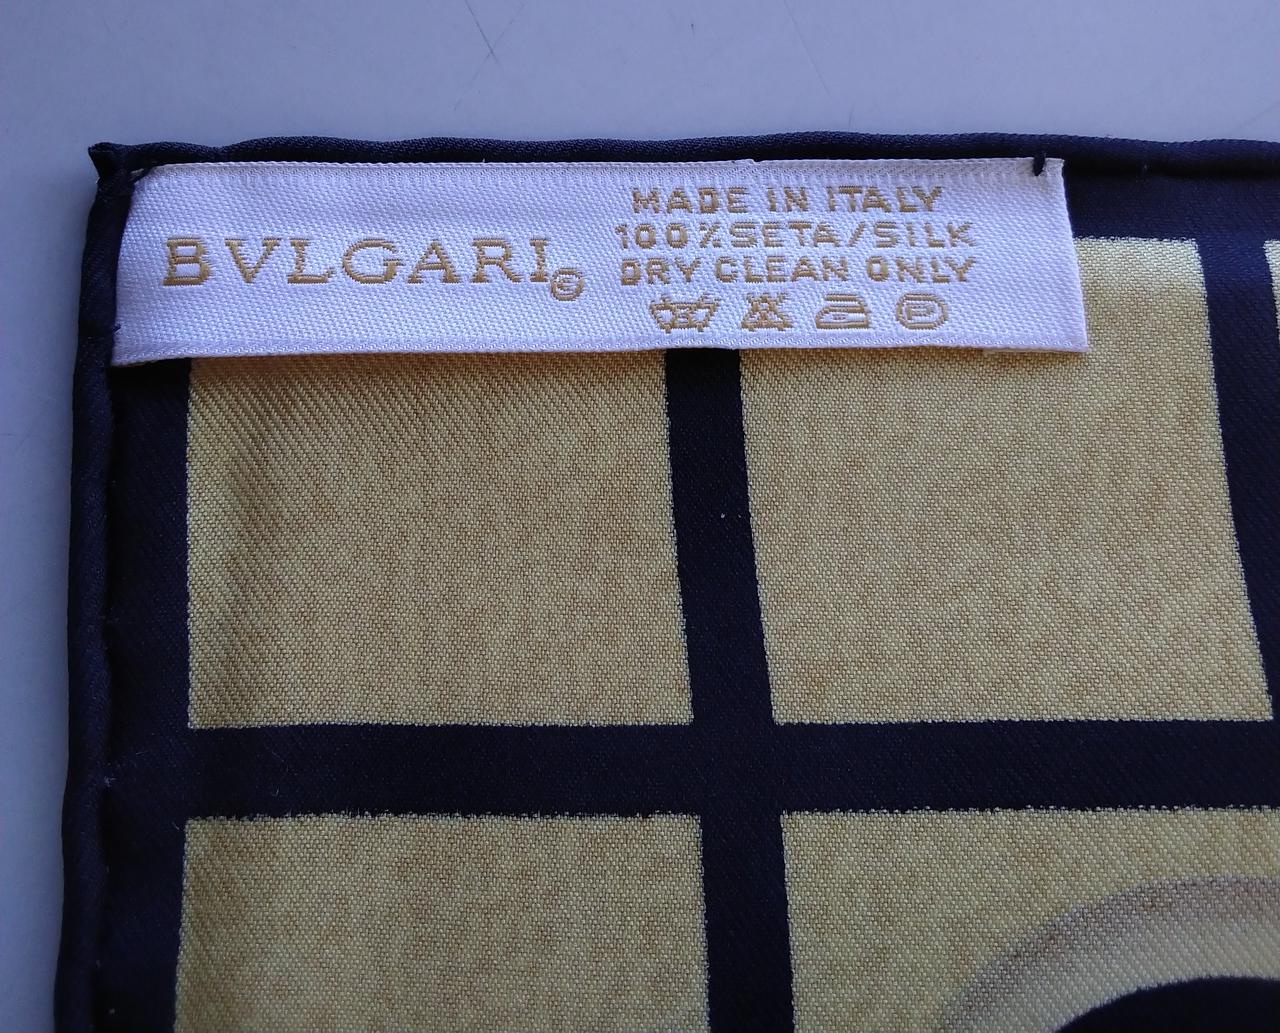 BVLGARI©
MADE IN ITALY
100% SETA/SILK
DRY CLEAN ONLY
P